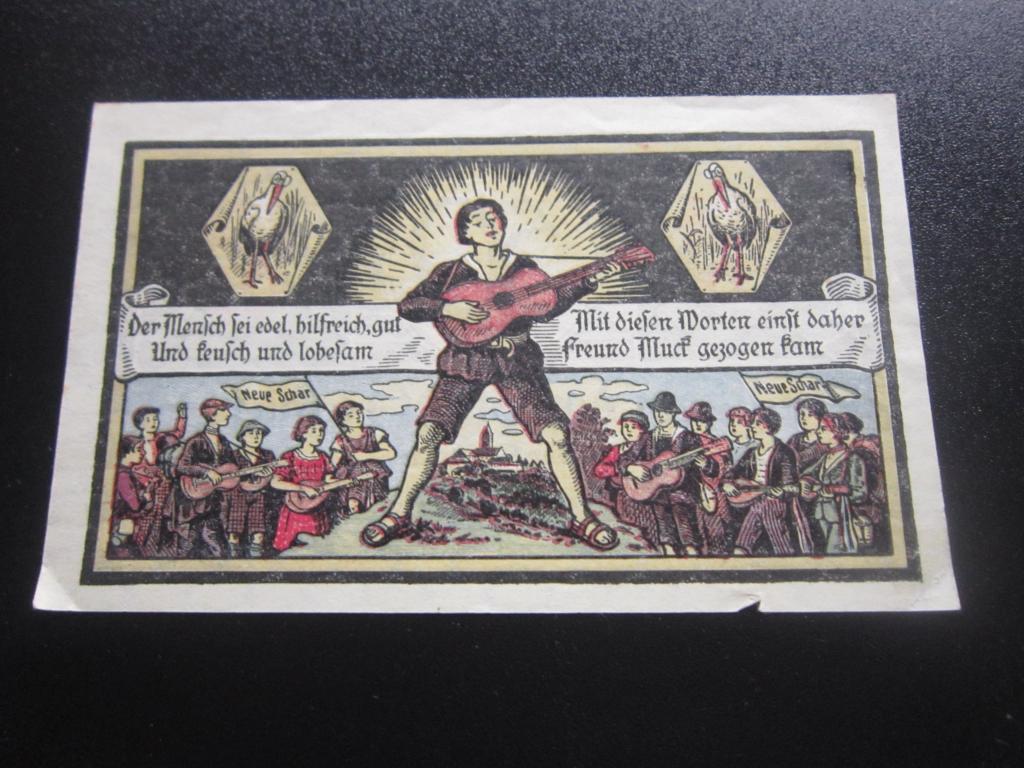 Der Mensch sei edel, hilfreich, gut
Und keusch und lobesam
Mit diesen Worten einst daher
Freund Muck gezogen kam
Neue Schar
Neue Schar